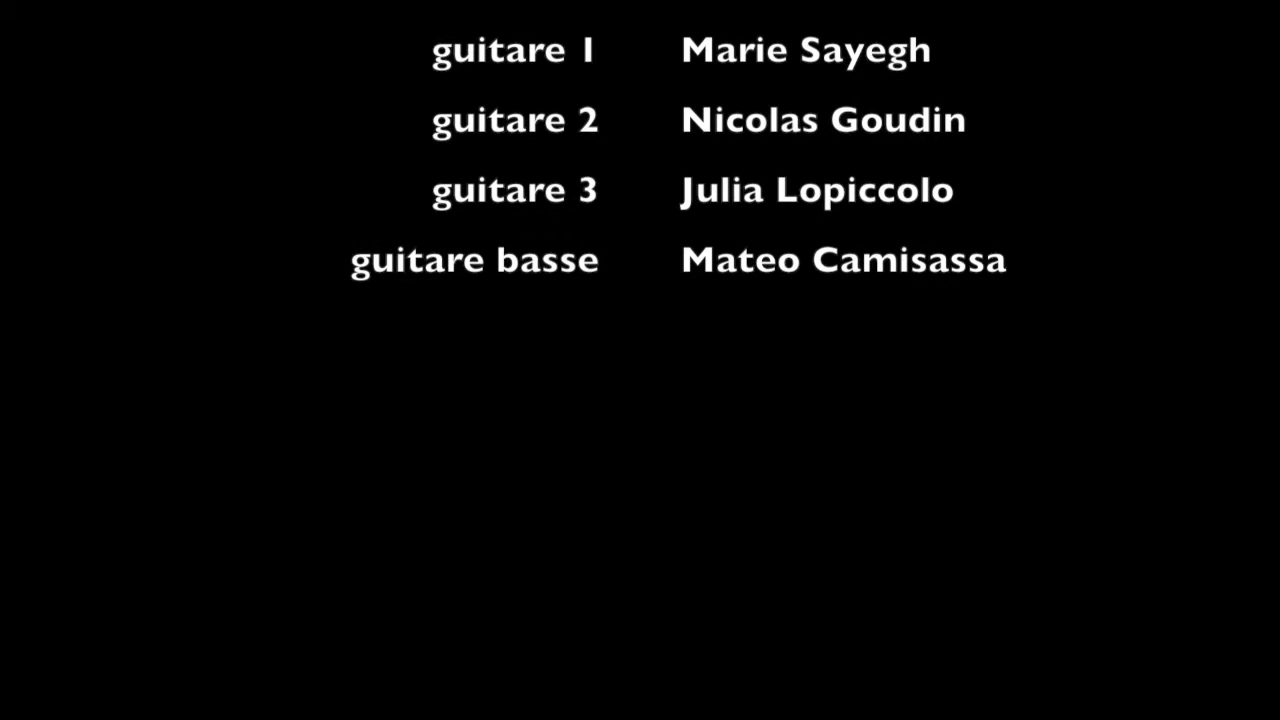 guitare 1 Marie Sayegh
guitare 2 Nicolas Goudin
guitare 3 Julia Lopiccolo
guitare basse Mateo Camisassa